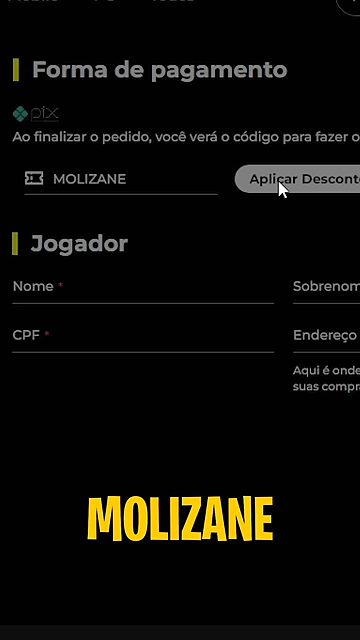 Forma de pagamento
pix
Ao finalizar o pedido, você verá o código para fazer o
MOLIZANE
Aplicar Desconto
Jogador
Nome *
Sobrenom
CPF *
Endereço
Aqui é onde
suas compra
MOLIZANE